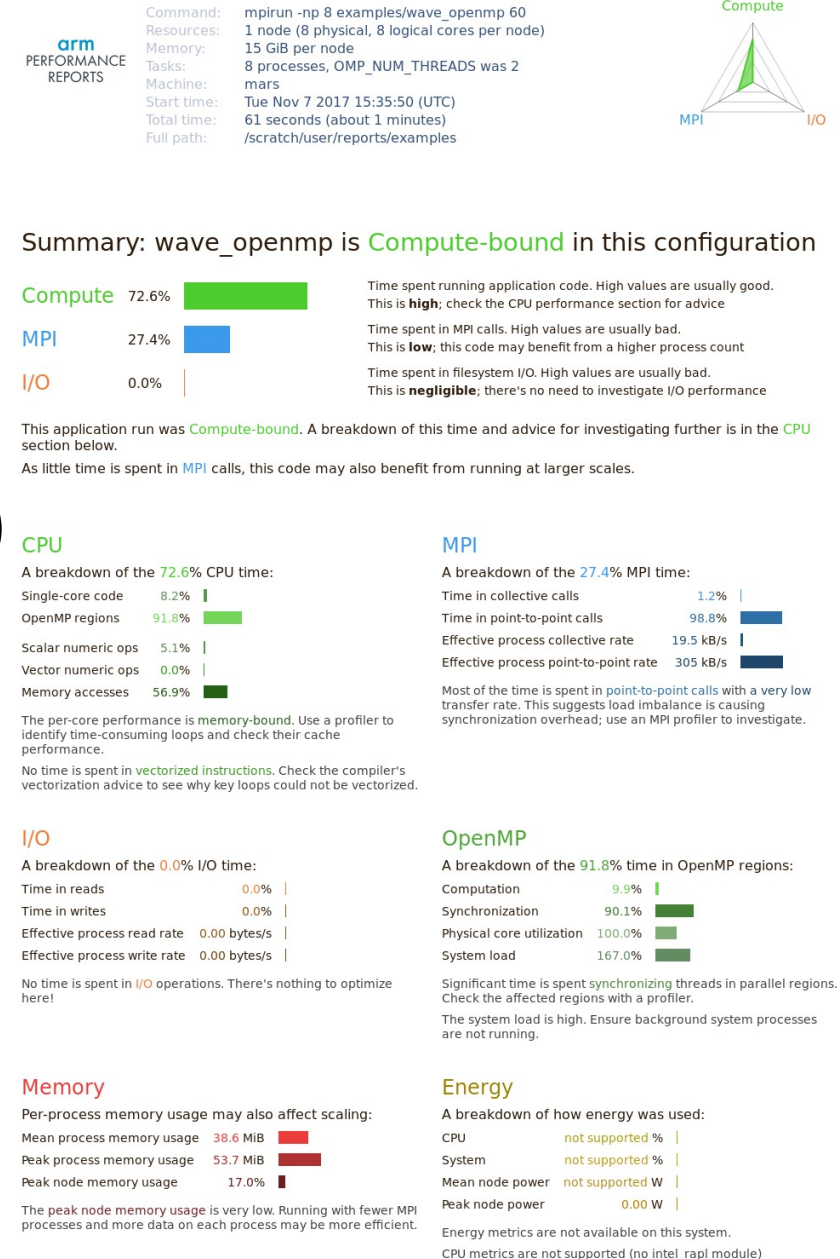 Command: mpirun -np 8 examples/wave_openmp 60
Resources: 1 node (8 physical, 8 logical cores per node)
Memory: 15 GiB per node
Tasks: 8 processes, OMP_NUM_THREADS was 2
Machine: mars
Start time: Tue Nov 7 2017 15:35:50 (UTC)
Total time: 61 seconds (about 1 minutes)
Full path: /scratch/user/reports/examples
arm
PERFORMANCE
REPORTS
Compute
MPI
I/O
Summary: wave_openmp is Compute-bound in this configuration
Compute 72.6%
Time spent running application code. High values are usually good.
This is high; check the CPU performance section for advice
MPI 27.4%
Time spent in MPI calls. High values are usually bad.
This is low; this code may benefit from a higher process count
I/O 0.0%
Time spent in filesystem I/O. High values are usually bad.
This is negligible; there's no need to investigate I/O performance
This application run was Compute-bound. A breakdown of this time and advice for investigating further is in the CPU
section below.
As little time is spent in MPI calls, this code may also benefit from running at larger scales.
CPU
A breakdown of the 72.6% CPU time:
Single-core code 8.2%
OpenMP regions 91.8%
Scalar numeric ops 5.1%
Vector numeric ops 0.0%
Memory accesses 56.9%
The per-core performance is memory-bound. Use a profiler to
identify time-consuming loops and check their cache
performance.
No time is spent in vectorized instructions. Check the compiler's
vectorization advice to see why key loops could not be vectorized.
MPI
A breakdown of the 27.4% MPI time:
Time in collective calls 1.2%
Time in point-to-point calls 98.8%
Effective process collective rate 19.5 kB/s
Effective process point-to-point rate 305 kB/s
Most of the time is spent in point-to-point calls with a very low
transfer rate. This suggests load imbalance is causing
synchronization overhead; use an MPI profiler to investigate.
I/O
A breakdown of the 0.0% I/O time:
Time in reads 0.0%
Time in writes 0.0%
Effective process read rate 0.00 bytes/s
Effective process write rate 0.00 bytes/s
No time is spent in I/O operations. There's nothing to optimize
here!
OpenMP
A breakdown of the 91.8% time in OpenMP regions:
Computation 9.9%
Synchronization 90.1%
Physical core utilization 100.0%
System load 167.0%
Significant time is spent synchronizing threads in parallel regions.
Check the affected regions with a profiler.
The system load is high. Ensure background system processes
are not running.
Memory
Per-process memory usage may also affect scaling:
Mean process memory usage 38.6 MiB
Peak process memory usage 53.7 MiB
Peak node memory usage 17.0%
The peak node memory usage is very low. Running with fewer MPI
processes and more data on each process may be more efficient.
Energy
A breakdown of how energy was used:
CPU not supported %
System not supported %
Mean node power not supported W
Peak node power 0.00 W
Energy metrics are not available on this system.
CPU metrics are not supported (no intel_rapl module)